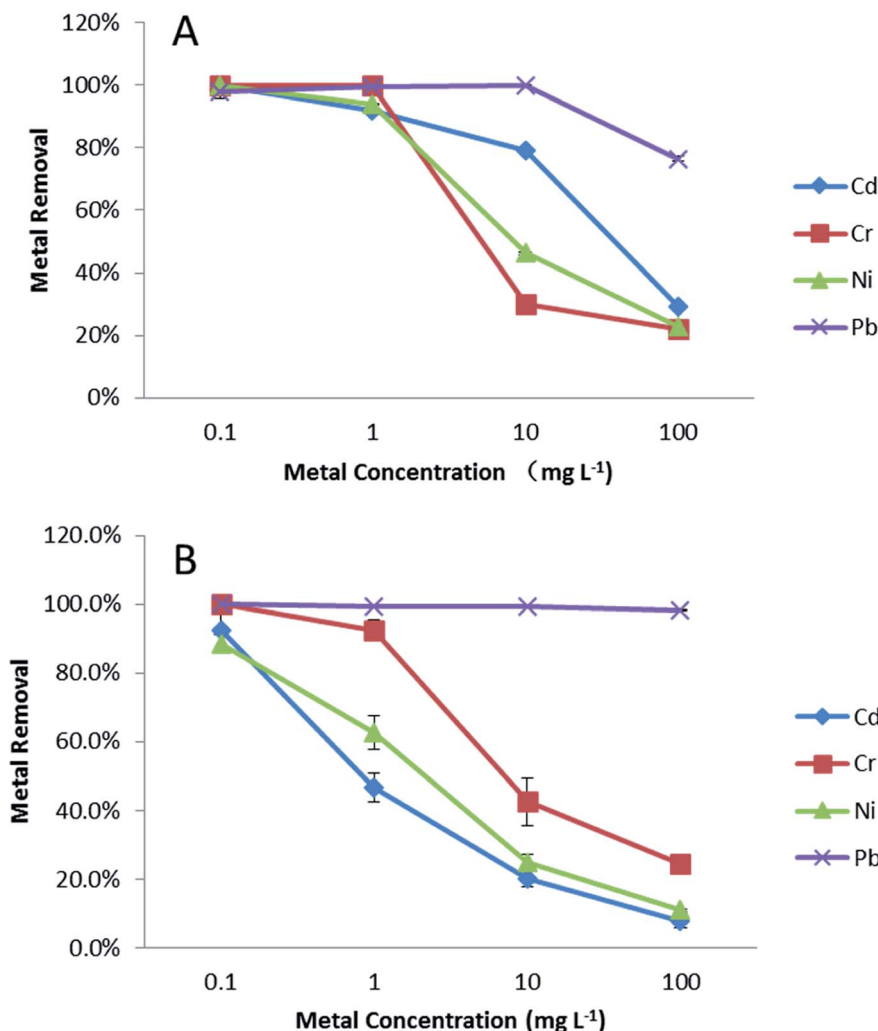 A
120%
100%
80%
60%
40%
20%
0%
Metal Removal
0.1 1 10 100
Metal Concentration （mg L-1)
Cd
Cr
Ni
Pb
B
120.0%
100.0%
80.0%
60.0%
40.0%
20.0%
0.0%
Metal Removal
0.1 1 10 100
Metal Concentration (mg L-1)
Cd
Cr
Ni
Pb